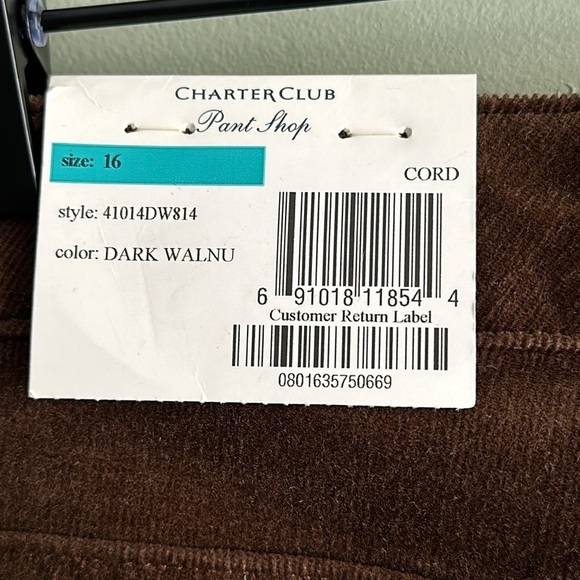 CHARTER CLUB
Pant Shop
size: 16
CORD
style: 41014DW814
color: DARK WALNU
6 91018 11854 4
Customer Return Label
0801635750669